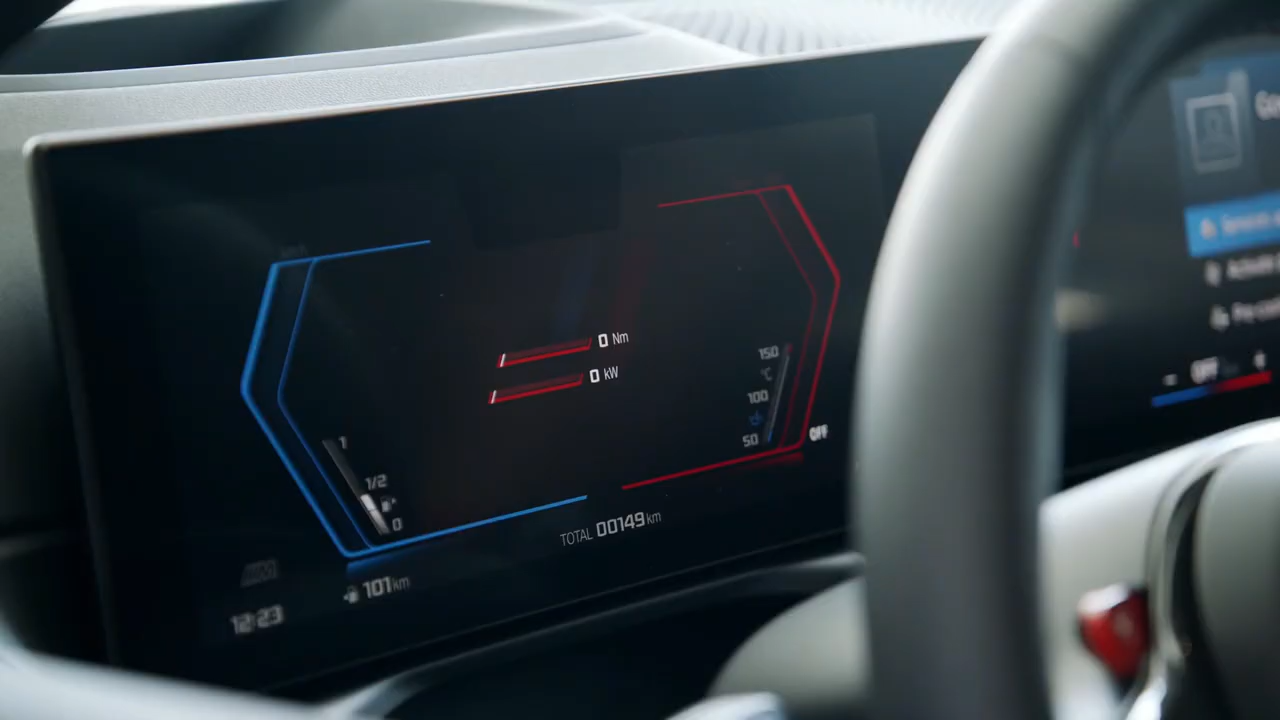 0 Nm
0 kW
150
°C
100
50
OFF
1
1/2
0
TOTAL 00149 km
101 km
12:23
- OFF +